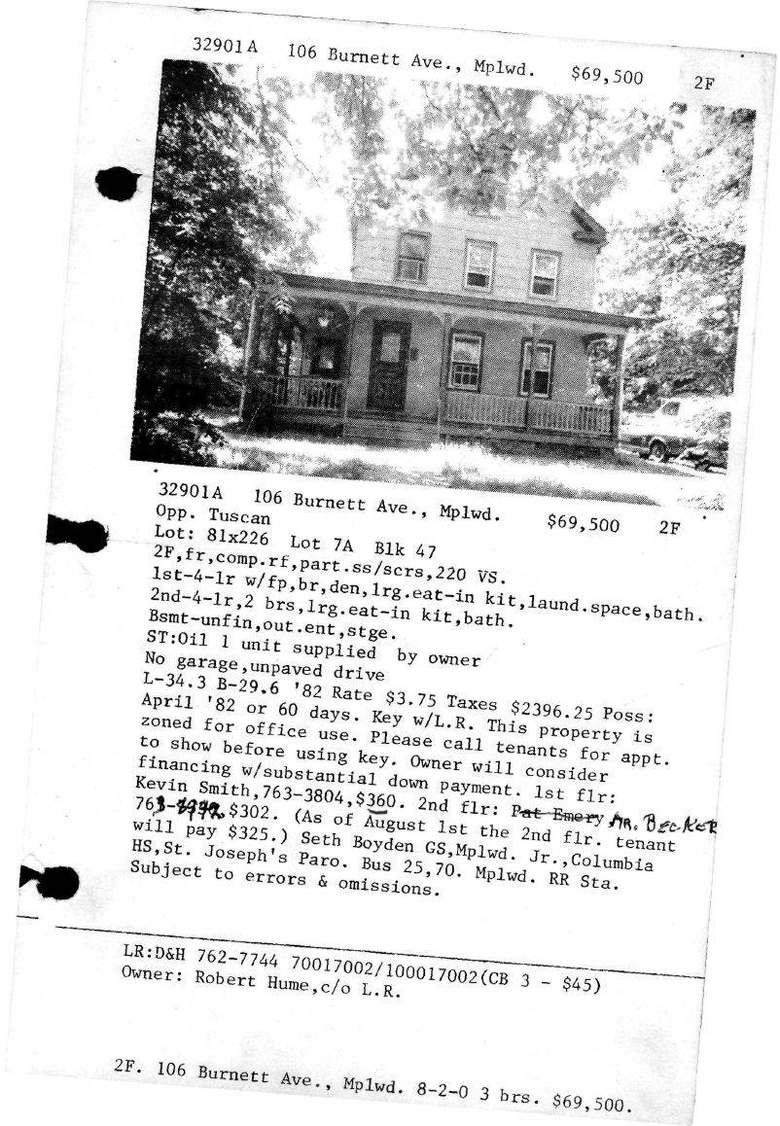 32901A 106 Burnett Ave., Mplwd. $69,500 2F
32901A 106 Burnett Ave., Mplwd. $69,500 2F
Opp. Tuscan
Lot: 81x226 Lot 7A Blk 47
2F,fr,comp.rf,part.ss/scrs,220 VS.
1st-4-lr w/fp,br,den,lrg.eat-in kit,laund.space,bath.
2nd-4-lr,2 brs,lrg.eat-in kit,bath.
Bsmt-unfin,out.ent,stge.
ST:Oil 1 unit supplied by owner
No garage,unpaved drive
L-34.3 B-29.6 '82 Rate $3.75 Taxes $2396.25 Poss:
April '82 or 60 days. Key w/L.R. This property is
zoned for office use. Please call tenants for appt.
to show before using key. Owner will consider
financing w/substantial down payment. 1st flr:
Kevin Smith,763-3804,$360. 2nd flr: Pat Emery MR. BECKER
763- $302. (As of August 1st the 2nd flr. tenant
will pay $325.) Seth Boyden GS,Mplwd. Jr.,Columbia
HS,St. Joseph's Paro. Bus 25,70. Mplwd. RR Sta.
Subject to errors & omissions.
LR:D&H 762-7744 70017002/100017002(CB 3 - $45)
Owner: Robert Hume,c/o L.R.
2F. 106 Burnett Ave., Mplwd. 8-2-0 3 brs. $69,500.